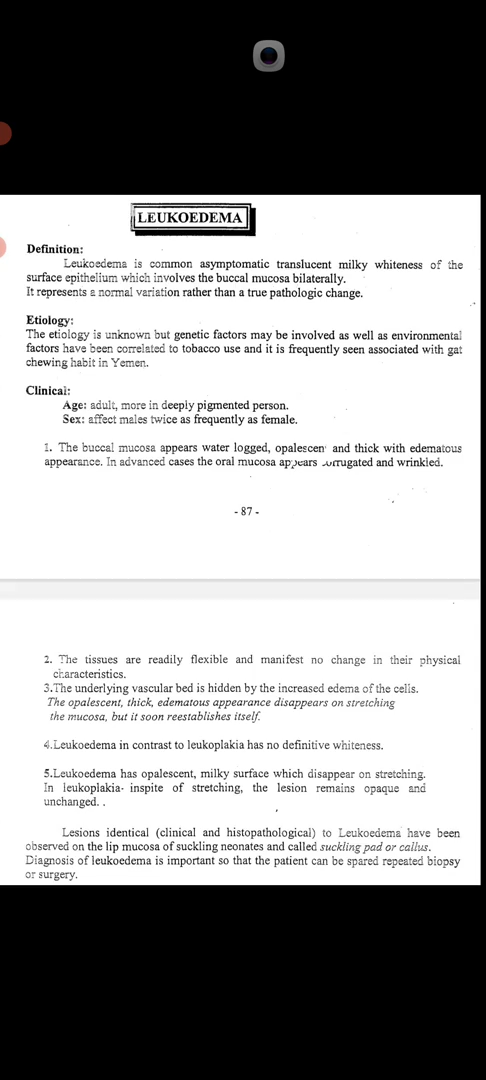 LEUKOEDEMA
Definition:
Leukoedema is common asymptomatic translucent milky whiteness of the
surface epithelium which involves the buccal mucosa bilaterally.
It represents a normal variation rather than a true pathologic change.
Etiology:
The etiology is unknown but genetic factors may be involved as well as environmental
factors have been correlated to tobacco use and it is frequently seen associated with gat
chewing habit in Yemen.
Clinical:
Age: adult, more in deeply pigmented person.
Sex: affect males twice as frequently as female.
1. The buccal mucosa appears water logged, opalescen and thick with edematous
appearance. In advanced cases the oral mucosa appears corrugated and wrinkled.
- 87 -
2. The tissues are readily flexible and manifest no change in their physical
characteristics.
3.The underlying vascular bed is hidden by the increased edema of the cells.
The opalescent, thick, edematous appearance disappears on stretching
the mucosa, but it soon reestablishes itself.
4.Leukoedema in contrast to leukoplakia has no definitive whiteness.
5.Leukoedema has opalescent, milky surface which disappear on stretching.
In leukoplakia- inspite of stretching, the lesion remains opaque and
unchanged. .
Lesions identical (clinical and histopathological) to Leukoedema have been
observed on the lip mucosa of suckling neonates and called suckling pad or callus.
Diagnosis of leukoedema is important so that the patient can be spared repeated biopsy
or surgery.